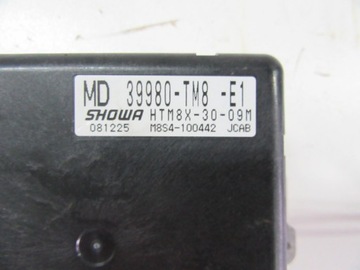 MD 39980-TM8 -E1
SHOWA HTM8X-30-09M
081225 M8S4-100442 JCAB